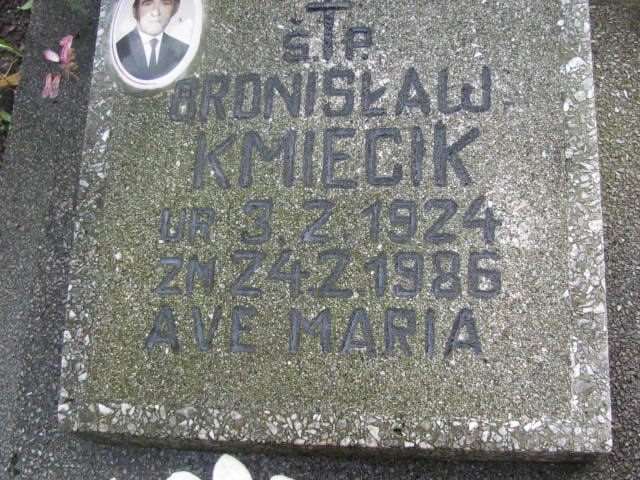 Ś.P.
BRONISŁAW
KMIECIK
UR 3.2.1924
ZM 24.2.1986
AVE MARIA